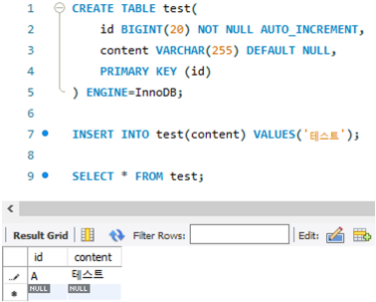 1 CREATE TABLE test(
2 id BIGINT(20) NOT NULL AUTO_INCREMENT,
3 content VARCHAR(255) DEFAULT NULL,
4 PRIMARY KEY (id)
5 ) ENGINE=InnoDB;
6
7 INSERT INTO test(content) VALUES('테스트');
8
9 SELECT * FROM test;
Result Grid Filter Rows: Edit:
id content
A 테스트
NULL NULL